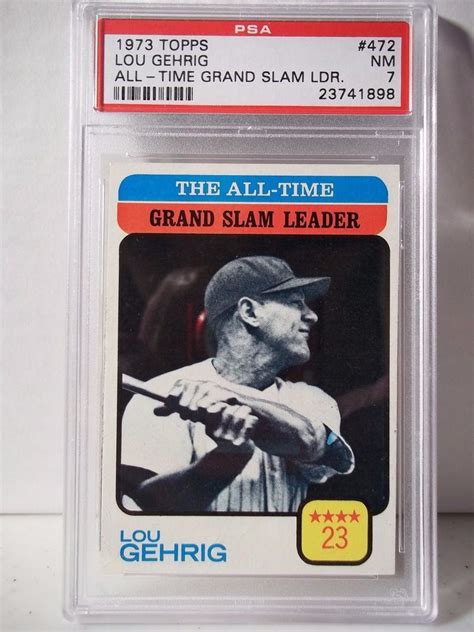 PSA
1973 TOPPS #472
LOU GEHRIG NM
ALL-TIME GRAND SLAM LDR. 7
23741898
THE ALL-TIME
GRAND SLAM LEADER
LOU
GEHRIG
23